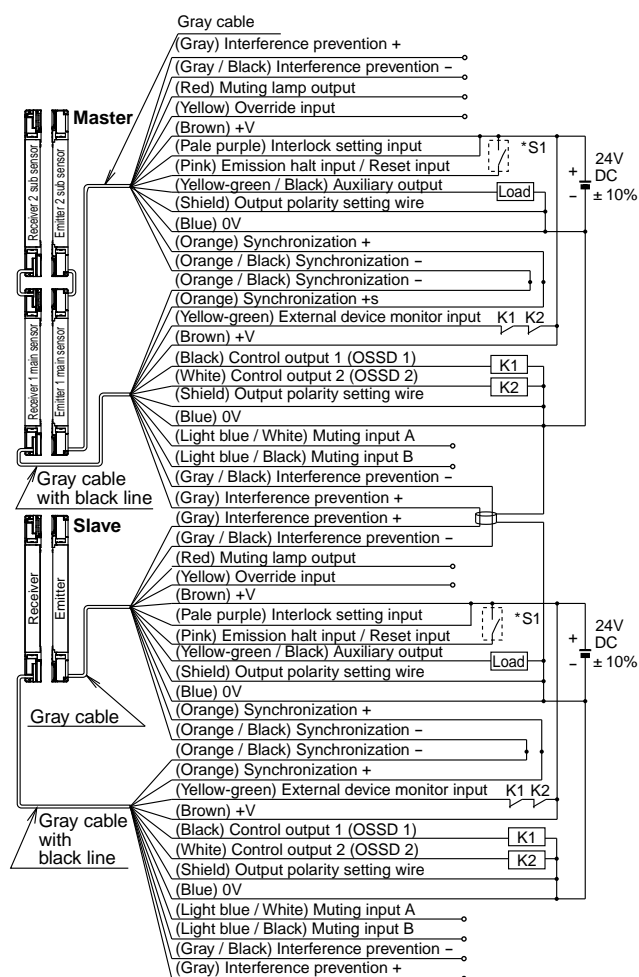 Gray cable
(Gray) Interference prevention +
(Gray / Black) Interference prevention –
(Red) Muting lamp output
(Yellow) Override input
(Brown) +V
(Pale purple) Interlock setting input
(Pink) Emission halt input / Reset input
(Yellow-green / Black) Auxiliary output
(Shield) Output polarity setting wire
(Blue) 0V
(Orange) Synchronization +
(Orange / Black) Synchronization –
(Orange / Black) Synchronization –
(Orange) Synchronization +s
(Yellow-green) External device monitor input
(Brown) +V
(Black) Control output 1 (OSSD 1)
(White) Control output 2 (OSSD 2)
(Shield) Output polarity setting wire
(Blue) 0V
(Light blue / White) Muting input A
(Light blue / Black) Muting input B
(Gray / Black) Interference prevention –
(Gray) Interference prevention +
Master
Receiver 2 sub sensor
Emitter 2 sub sensor
Receiver 1 main sensor
Emitter 1 main sensor
Gray cable
with black line
*S1
Load
+
–
24V
DC
± 10%
K1 K2
K1
K2
Slave
Receiver
Emitter
Gray cable
(Gray) Interference prevention +
(Gray / Black) Interference prevention –
(Red) Muting lamp output
(Yellow) Override input
(Brown) +V
(Pale purple) Interlock setting input
(Pink) Emission halt input / Reset input
(Yellow-green / Black) Auxiliary output
(Shield) Output polarity setting wire
(Blue) 0V
(Orange) Synchronization +
(Orange / Black) Synchronization –
(Orange / Black) Synchronization –
(Orange) Synchronization +
(Yellow-green) External device monitor input
(Brown) +V
(Black) Control output 1 (OSSD 1)
(White) Control output 2 (OSSD 2)
(Shield) Output polarity setting wire
(Blue) 0V
(Light blue / White) Muting input A
(Light blue / Black) Muting input B
(Gray / Black) Interference prevention –
(Gray) Interference prevention +
Gray cable
with
black line
*S1
Load
+
–
24V
DC
± 10%
K1 K2
K1
K2